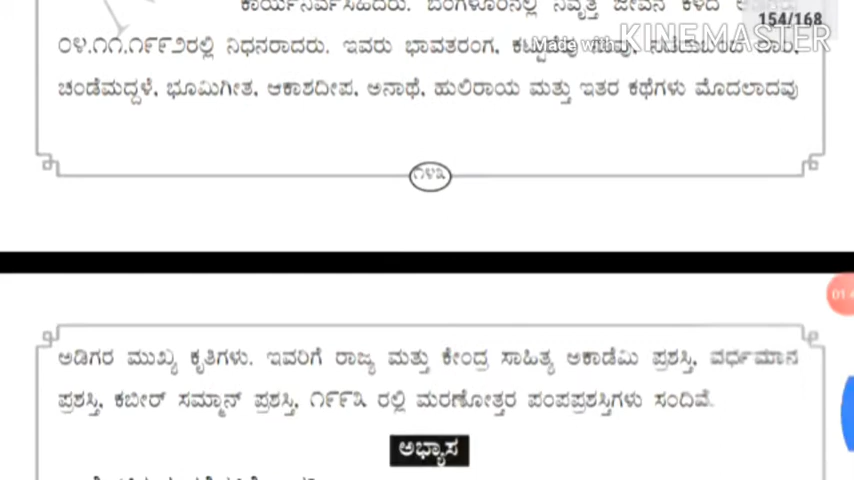 ಕಾರ್ಯನಿರ್ವಹಿಸಿದರು. ಬೆಂಗಳೂರಿನಲ್ಲಿ ನಿವೃತ್ತ ಜೀವನ ಕಳೆದ
154/168
Made with KINEMASTER
೦೪.೧೧.೧೯೯೨ರಲ್ಲಿ ನಿಧನರಾದರು. ಇವರು ಭಾವತರಂಗ,
ಚಂಡೆಮದ್ದಳೆ, ಭೂಮಿಗೀತ, ಆಕಾಶದೀಪ, ಅನಾಥೆ, ಹುಲಿರಾಯ ಮತ್ತು ಇತರ ಕಥೆಗಳು ಮೊದಲಾದವು
೧೪೩
ಅಡಿಗರ ಮುಖ್ಯ ಕೃತಿಗಳು. ಇವರಿಗೆ ರಾಜ್ಯ ಮತ್ತು ಕೇಂದ್ರ ಸಾಹಿತ್ಯ ಅಕಾಡೆಮಿ ಪ್ರಶಸ್ತಿ, ವರ್ಧಮಾನ
ಪ್ರಶಸ್ತಿ, ಕಬೀರ್ ಸಮ್ಮಾನ್ ಪ್ರಶಸ್ತಿ, ೧೯೯೩ ರಲ್ಲಿ ಮರಣೋತ್ತರ ಪಂಪಪ್ರಶಸ್ತಿಗಳು ಸಂದಿವೆ.
ಅಭ್ಯಾಸ